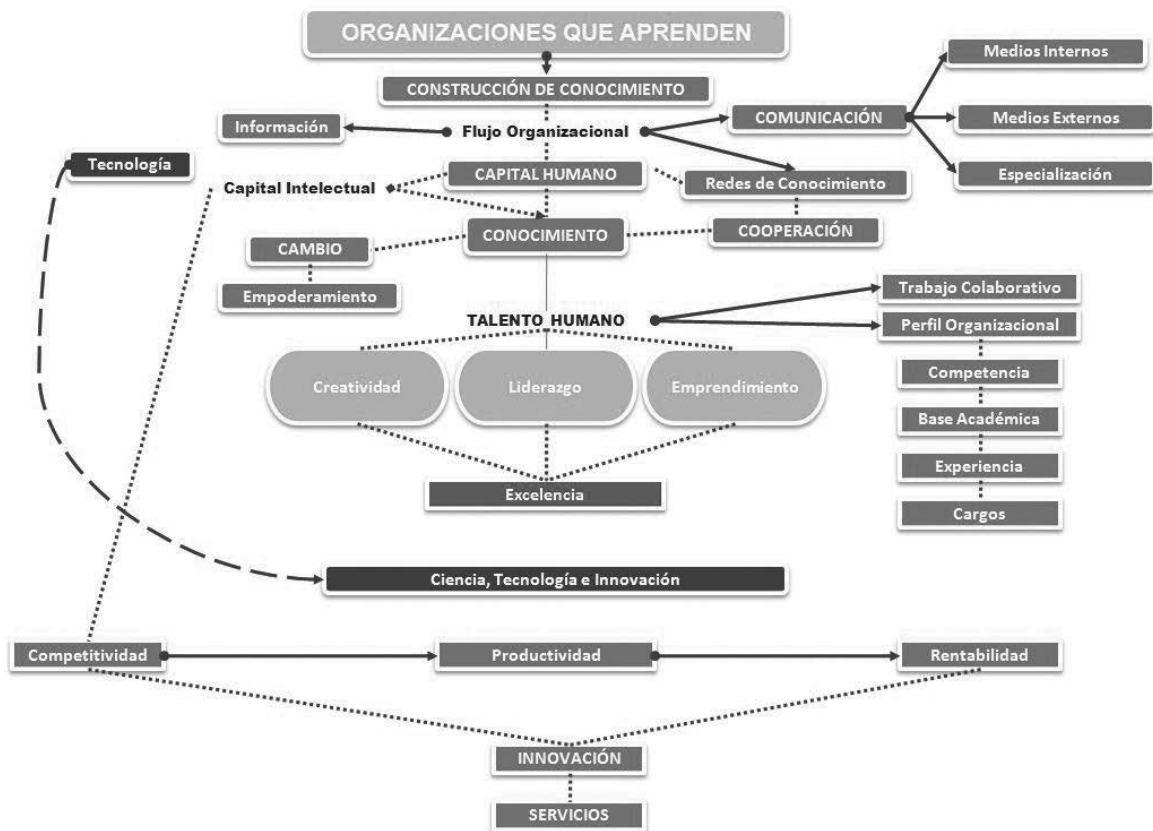 ORGANIZACIONES QUE APRENDEN
Medios Internos
CONSTRUCCIÓN DE CONOCIMIENTO
COMUNICACIÓN
Medios Externos
Información
Flujo Organizacional
Tecnología
CAPITAL HUMANO
Especialización
Capital Intelectual
Redes de Conocimiento
CONOCIMIENTO
COOPERACIÓN
CAMBIO
Empoderamiento
Trabajo Colaborativo
TALENTO HUMANO
Perfil Organizacional
Creatividad
Liderazgo
Emprendimiento
Competencia
Base Académica
Experiencia
Excelencia
Cargos
Ciencia, Tecnología e Innovación
Competitividad
Productividad
Rentabilidad
INNOVACIÓN
SERVICIOS